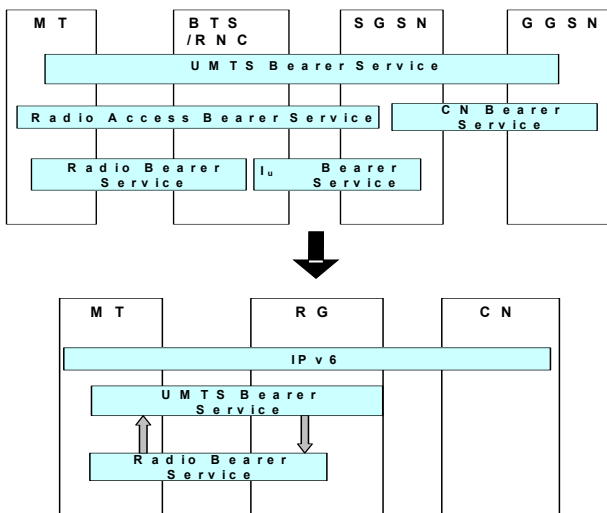 MT
BTS
/RNC
SGSN
GGSN
UMTS Bearer Service
Radio Access Bearer Service
CN Bearer
Service
Radio Bearer
Service
Iu Bearer
Service
MT
RG
CN
IPv6
UMTS Bearer
Service
Radio Bearer
Service